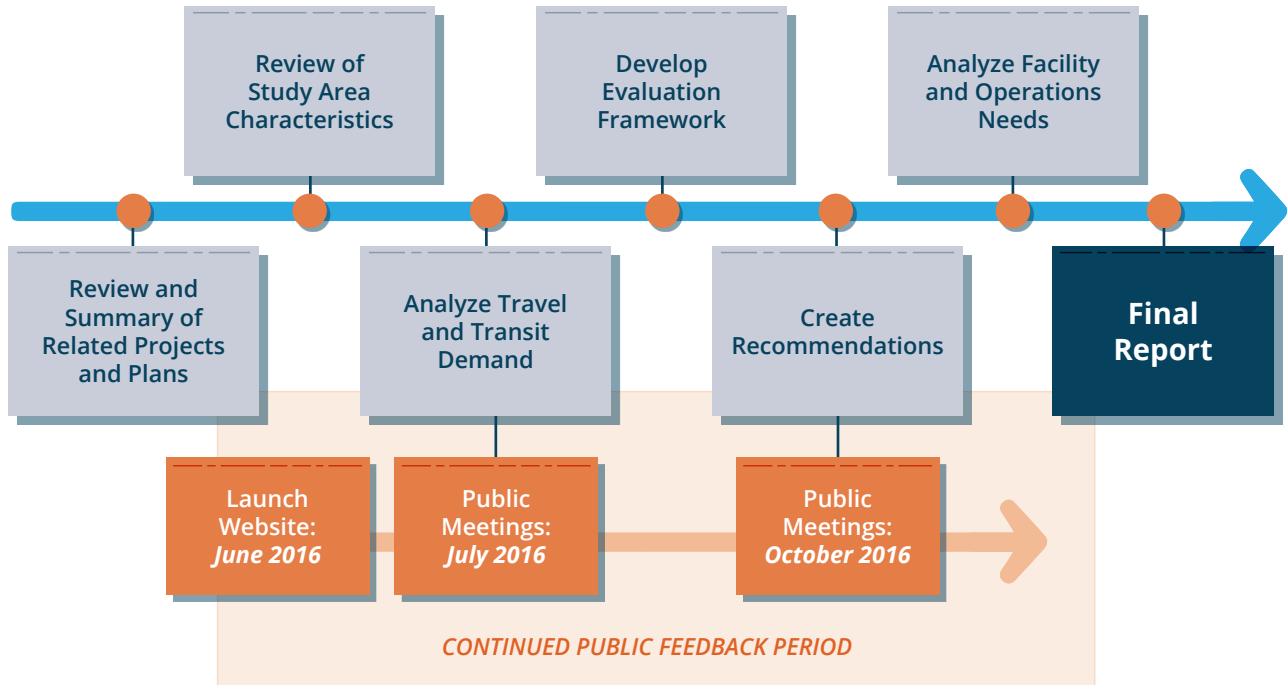 Review of
Study Area
Characteristics
Develop
Evaluation
Framework
Analyze Facility
and Operations
Needs
Review and
Summary of
Related Projects
and Plans
Analyze Travel
and Transit
Demand
Create
Recommendations
Final
Report
Launch
Website:
June 2016
Public
Meetings:
July 2016
Public
Meetings:
October 2016
CONTINUED PUBLIC FEEDBACK PERIOD